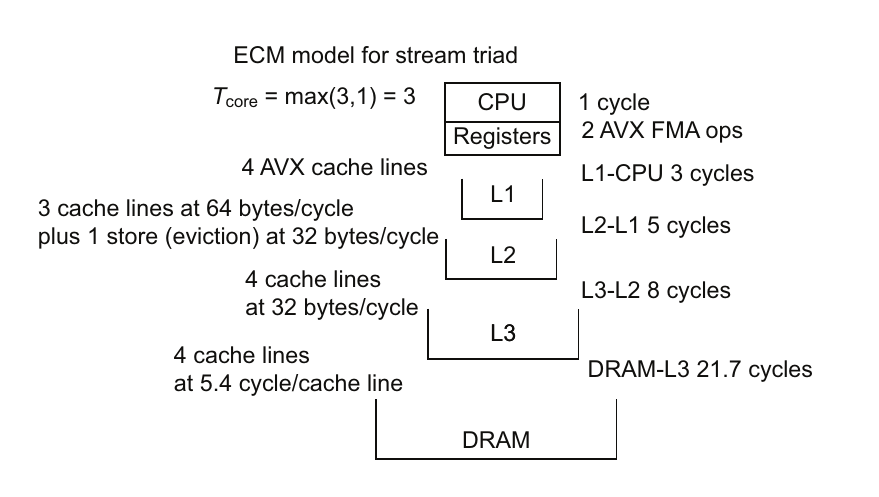 ECM model for stream triad
Tcore = max(3,1) = 3
CPU
1 cycle
Registers
2 AVX FMA ops
4 AVX cache lines
L1-CPU 3 cycles
L1
3 cache lines at 64 bytes/cycle
plus 1 store (eviction) at 32 bytes/cycle
L2-L1 5 cycles
L2
4 cache lines
at 32 bytes/cycle
L3-L2 8 cycles
L3
4 cache lines
at 5.4 cycle/cache line
DRAM-L3 21.7 cycles
DRAM